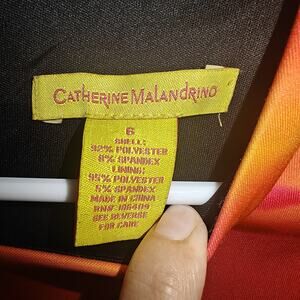 CATHERINE MALANDRINO
6
SHELL:
92% POLYESTER
8% SPANDEX
LINING:
95% POLYESTER
5% SPANDEX
MADE IN CHINA
SEE REVERSE
FOR CARE